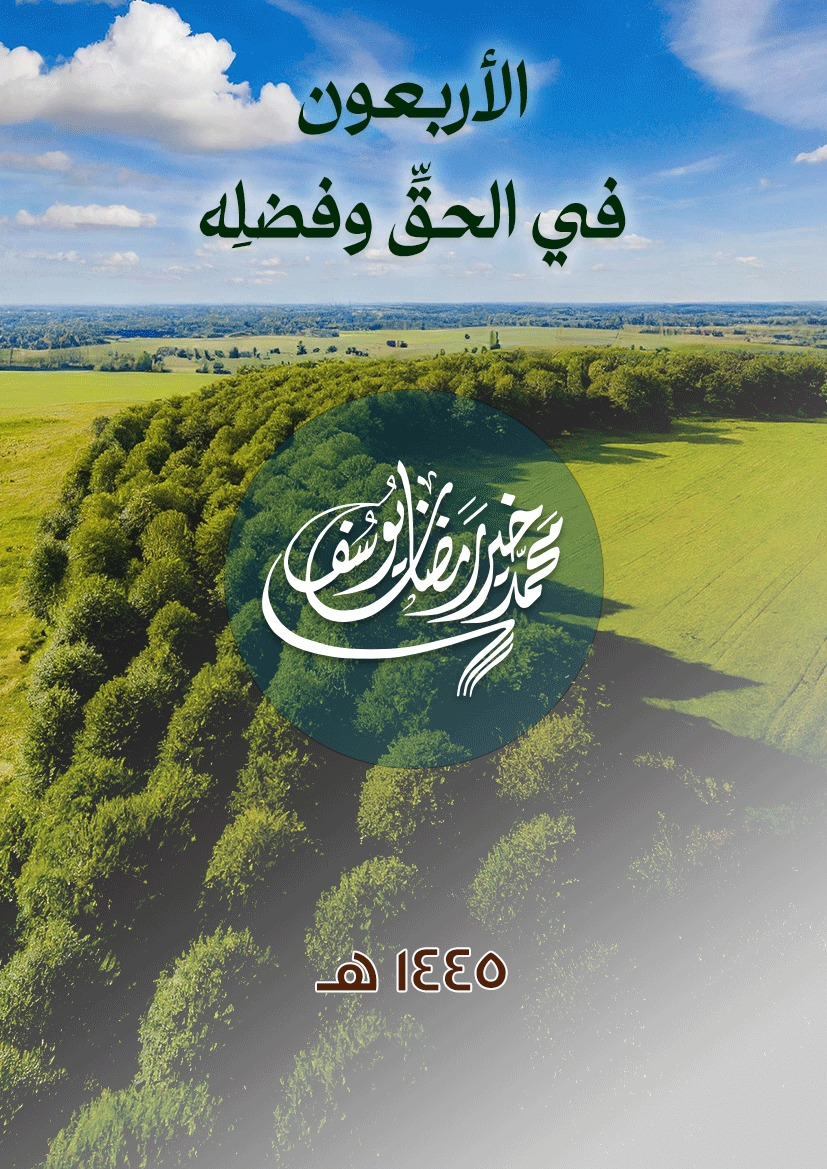 الأربعون
في الحقِّ وفضلِه
محمد خير رمضان يوسف
١٤٤٥ هـ